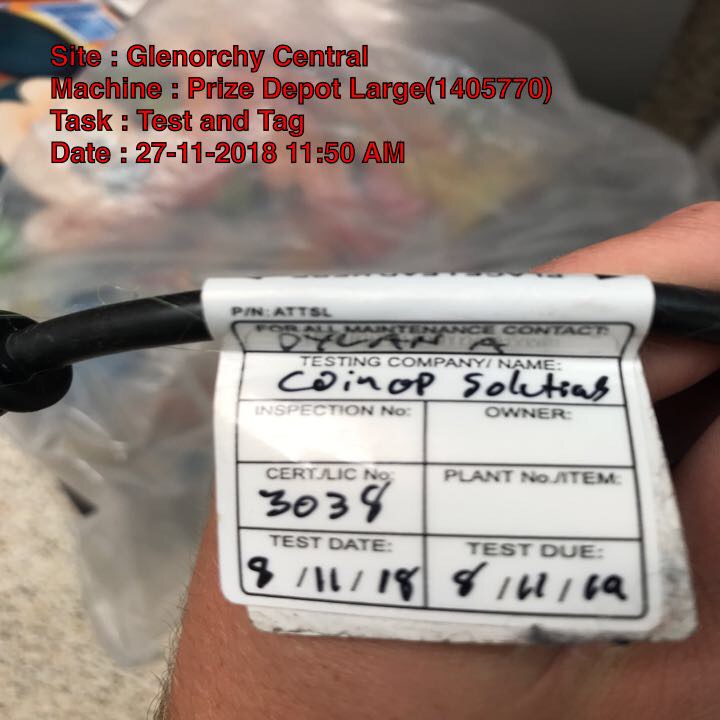 Site : Glenorchy Central
Machine : Prize Depot Large(1405770)
Task : Test and Tag
Date : 27-11-2018 11:50 AM
P/N: ATTSL
FOR ALL MAINTENANCE CONTACT:
DYLAN A
TESTING COMPANY/ NAME:
Coinop Solutions
INSPECTION No: OWNER:
CERT./LIC No: PLANT No./ITEM:
3038
TEST DATE: TEST DUE:
8 /11/ 18 8 /11/